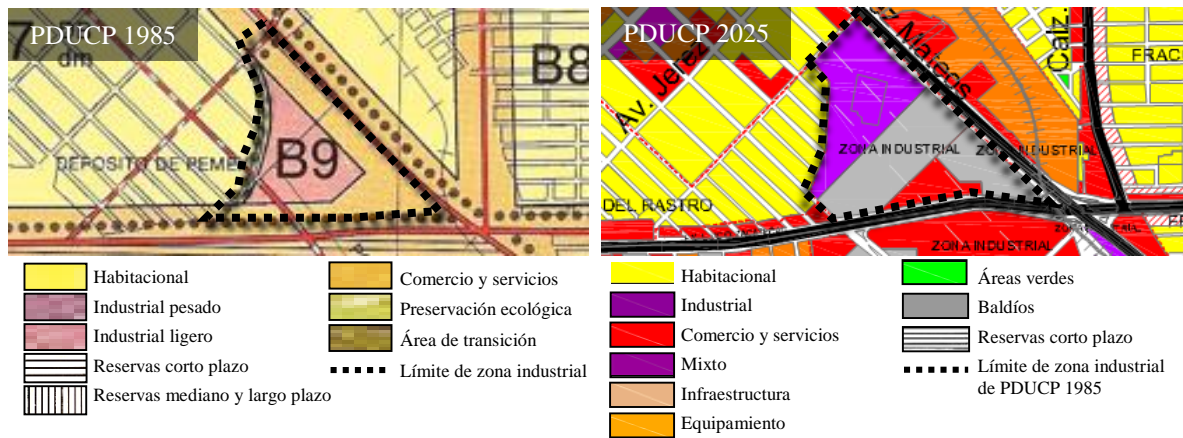 PDUCP 1985
7
dm
B8
DEPOSITO DE PEMEX
B9
Habitacional
Industrial pesado
Industrial ligero
Reservas corto plazo
Reservas mediano y largo plazo
Comercio y servicios
Preservación ecológica
Área de transición
Límite de zona industrial
PDUCP 2025
Mateos
Calz.
FRAC
Av. Jerez
ZONA INDUSTRIAL
ZONA INDUSTRIAL
DEL RASTRO
ZONA INDUSTRIAL
Habitacional
Industrial
Comercio y servicios
Mixto
Infraestructura
Equipamiento
Áreas verdes
Baldíos
Reservas corto plazo
Límite de zona industrial
de PDUCP 1985